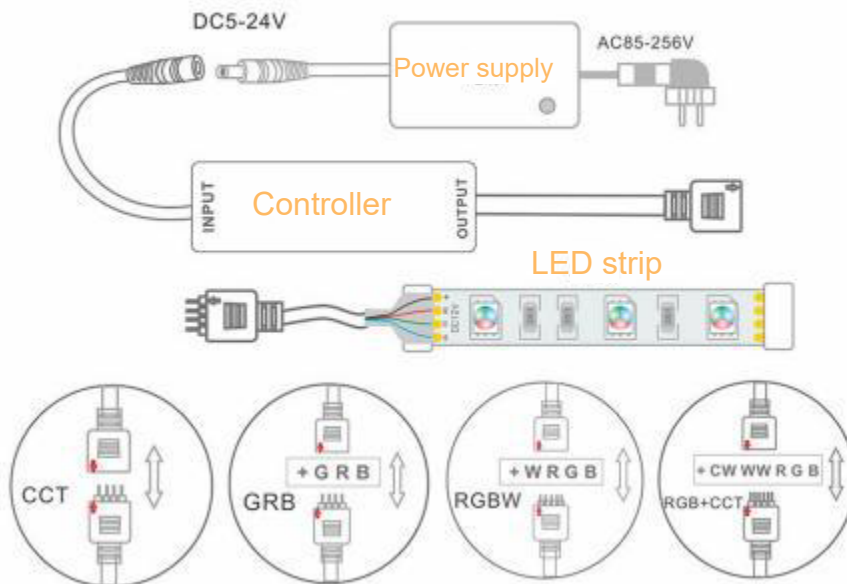 DC5-24V
AC85-256V
Power supply
INPUT
Controller
OUTPUT
LED strip
DC12V
CCT
+ G R B
GRB
+ W R G B
RGBW
+ CW WW R G B
RGB+CCT